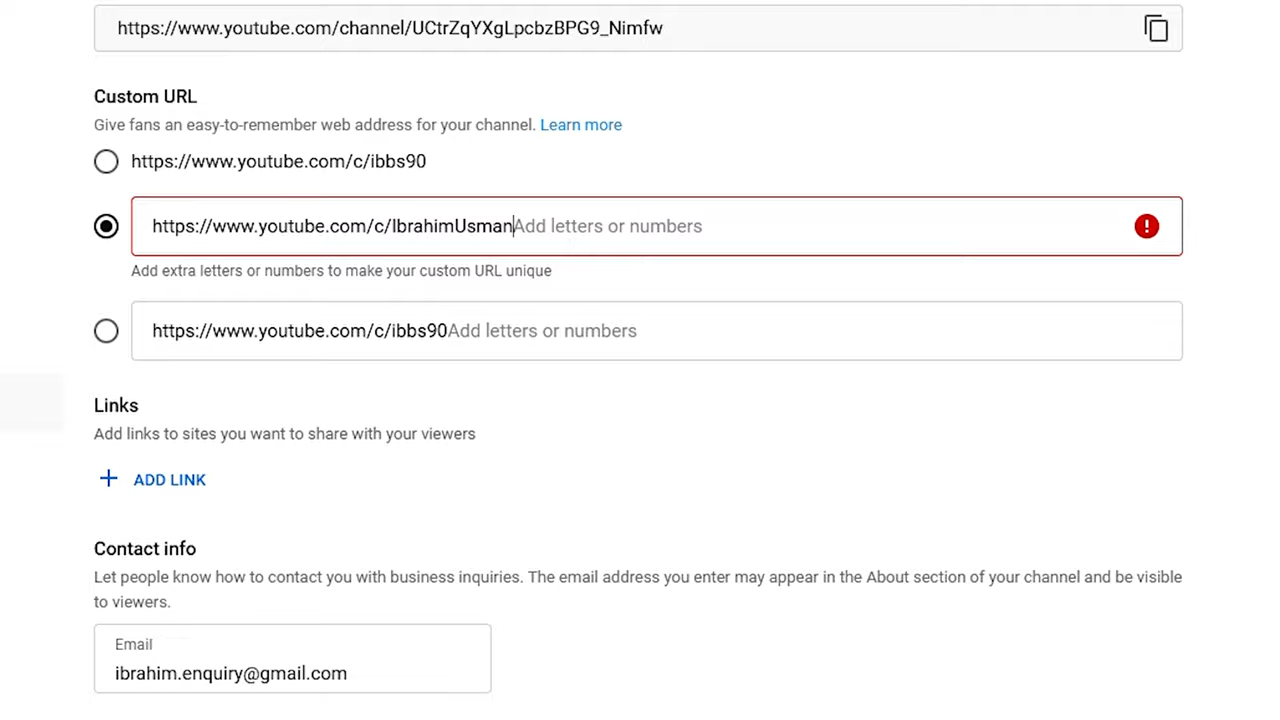 https://www.youtube.com/channel/UCtrZqYXgLpcbzBPG9_Nimfw
Custom URL
Give fans an easy-to-remember web address for your channel. Learn more
https://www.youtube.com/c/ibbs90
https://www.youtube.com/c/IbrahimUsmanAdd letters or numbers
Add extra letters or numbers to make your custom URL unique
https://www.youtube.com/c/ibbs90Add letters or numbers
Links
Add links to sites you want to share with your viewers
ADD LINK
Contact info
Let people know how to contact you with business inquiries. The email address you enter may appear in the About section of your channel and be visible
to viewers.
Email
ibrahim.enquiry@gmail.com